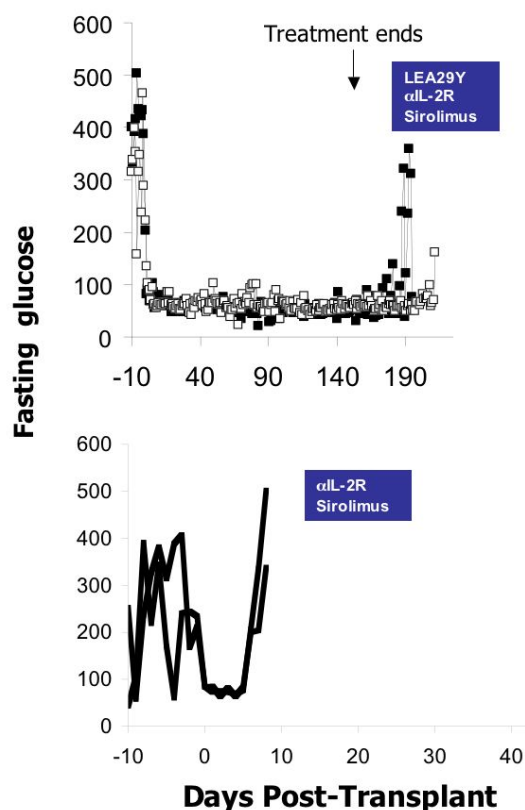 600
Treatment ends
500
LEA29Y
αIL-2R
Sirolimus
400
300
200
100
0
-10 40 90 140 190
Fasting glucose
600
αIL-2R
Sirolimus
500
400
300
200
100
0
-10 0 10 20 30 40
Days Post-Transplant